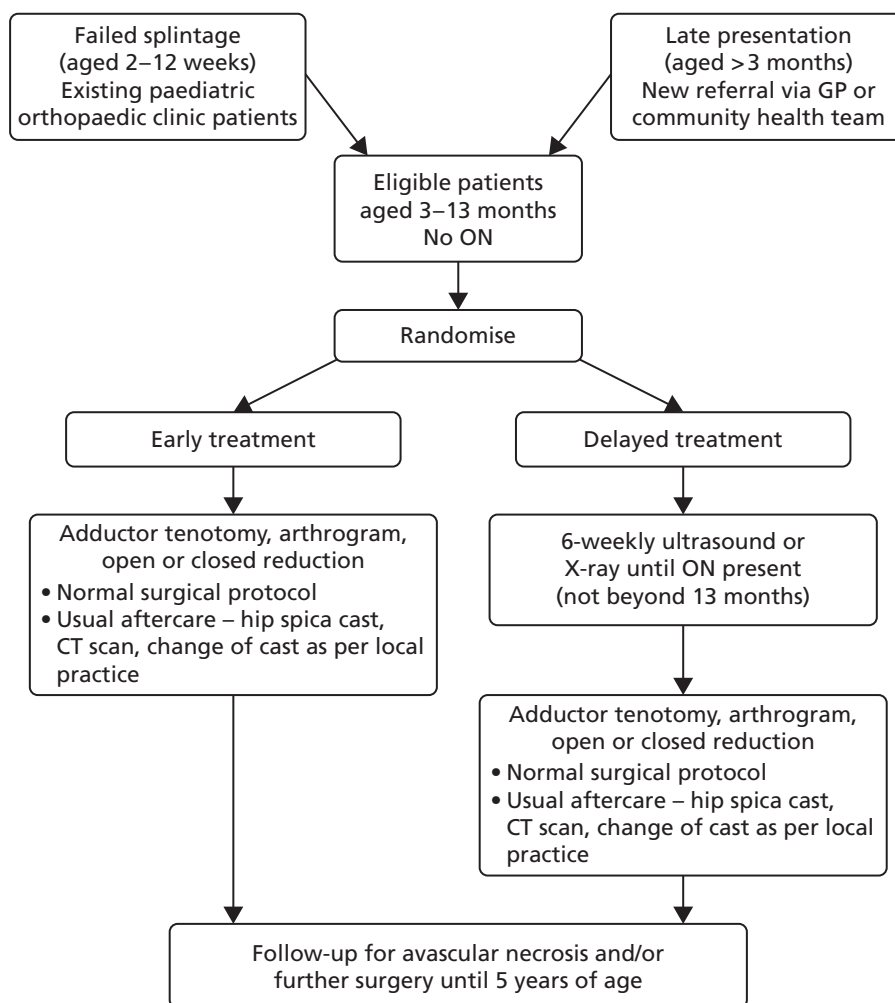 Failed splintage
(aged 2–12 weeks)
Existing paediatric
orthopaedic clinic patients
Late presentation
(aged >3 months)
New referral via GP or
community health team
Eligible patients
aged 3–13 months
No ON
Randomise
Early treatment
Delayed treatment
Adductor tenotomy, arthrogram,
open or closed reduction
• Normal surgical protocol
• Usual aftercare – hip spica cast,
CT scan, change of cast as per local
practice
6-weekly ultrasound or
X-ray until ON present
(not beyond 13 months)
Adductor tenotomy, arthrogram,
open or closed reduction
• Normal surgical protocol
• Usual aftercare – hip spica cast,
CT scan, change of cast as per local
practice
Follow-up for avascular necrosis and/or
further surgery until 5 years of age